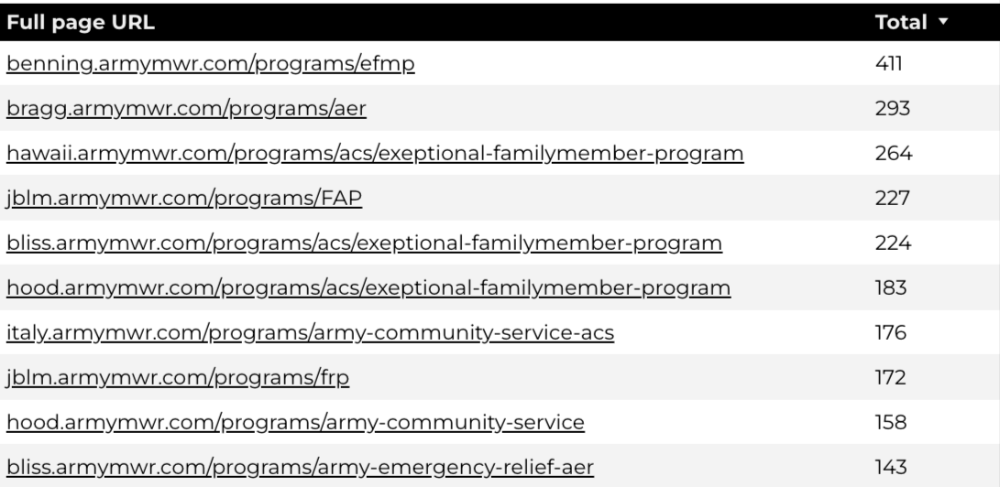 Full page URL Total ▼
benning.armymwr.com/programs/efmp 411
bragg.armymwr.com/programs/aer 293
hawaii.armymwr.com/programs/acs/exeptional-familymember-program 264
jblm.armymwr.com/programs/FAP 227
bliss.armymwr.com/programs/acs/exeptional-familymember-program 224
hood.armymwr.com/programs/acs/exeptional-familymember-program 183
italy.armymwr.com/programs/army-community-service-acs 176
jblm.armymwr.com/programs/frp 172
hood.armymwr.com/programs/army-community-service 158
bliss.armymwr.com/programs/army-emergency-relief-aer 143